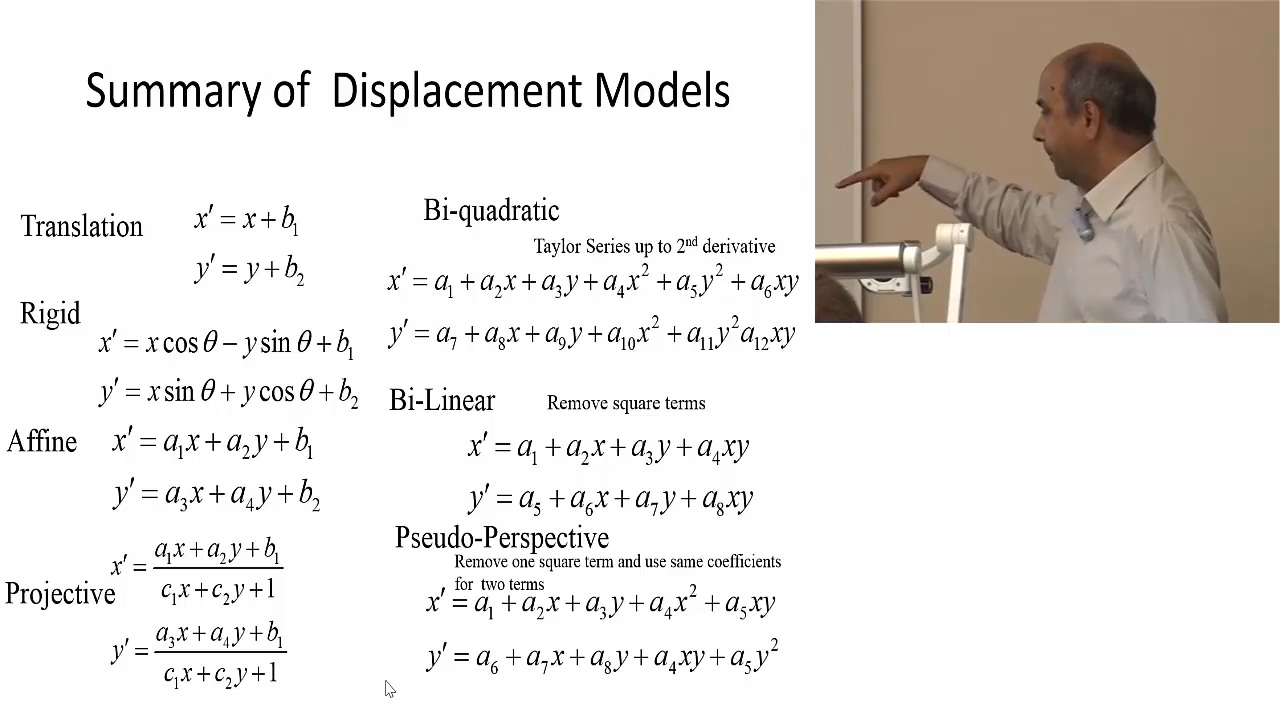 Summary of Displacement Models
Translation
x′ = x + b₁
y′ = y + b₂
Rigid
x′ = x cos θ − y sin θ + b₁
y′ = x sin θ + y cos θ + b₂
Affine
x′ = a₁x + a₂y + b₁
y′ = a₃x + a₄y + b₂
Projective
x′ = (a₁x + a₂y + b₁) / (c₁x + c₂y + 1)
y′ = (a₃x + a₄y + b₁) / (c₁x + c₂y + 1)
Bi-quadratic
Taylor Series up to 2nd derivative
x′ = a₁ + a₂x + a₃y + a₄x² + a₅y² + a₆xy
y′ = a₇ + a₈x + a₉y + a₁₀x² + a₁₁y²a₁₂xy
Bi-Linear
Remove square terms
x′ = a₁ + a₂x + a₃y + a₄xy
y′ = a₅ + a₆x + a₇y + a₈xy
Pseudo-Perspective
Remove one square term and use same coefficients
for two terms
x′ = a₁ + a₂x + a₃y + a₄x² + a₅xy
y′ = a₆ + a₇x + a₈y + a₄xy + a₅y²